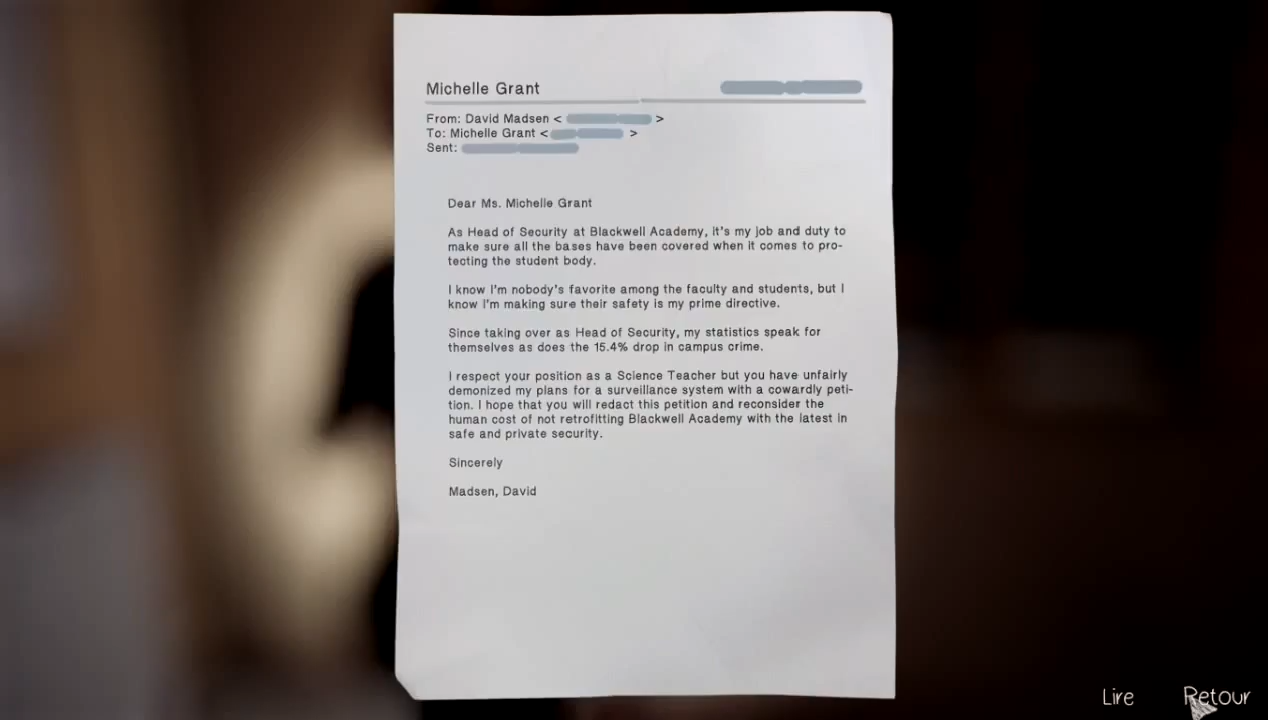 Michelle Grant
From: David Madsen < >
To: Michelle Grant < >
Sent:
Dear Ms. Michelle Grant
As Head of Security at Blackwell Academy, it's my job and duty to
make sure all the bases have been covered when it comes to pro-
tecting the student body.
I know I'm nobody's favorite among the faculty and students, but I
know I'm making sure their safety is my prime directive.
Since taking over as Head of Security, my statistics speak for
themselves as does the 15.4% drop in campus crime.
I respect your position as a Science Teacher but you have unfairly
demonized my plans for a surveillance system with a cowardly peti-
tion. I hope that you will redact this petition and reconsider the
human cost of not retrofitting Blackwell Academy with the latest in
safe and private security.
Sincerely
Madsen, David
Lire Retour